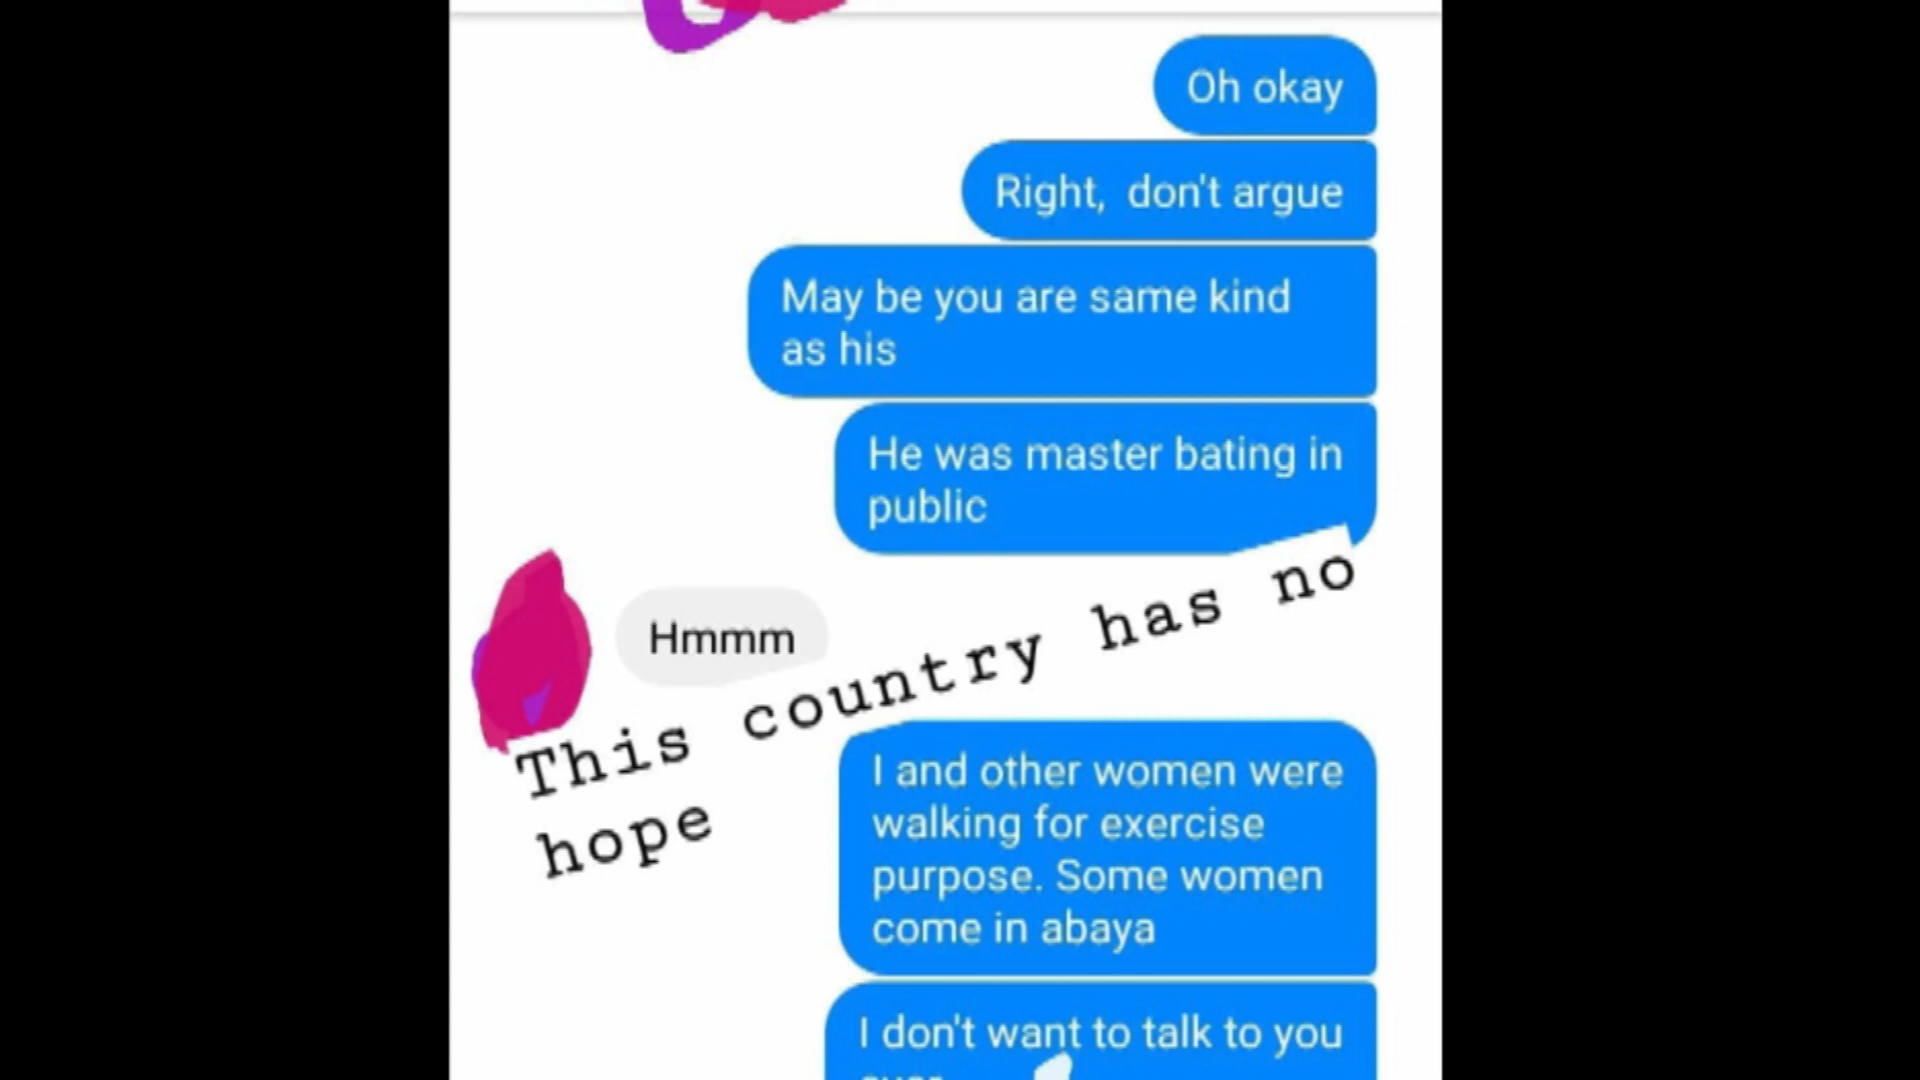 Oh okay
Right, don't argue
May be you are same kind
as his
He was master bating in
public
Hmmm
This country has no
hope
I and other women were
walking for exercise
purpose. Some women
come in abaya
I don't want to talk to you